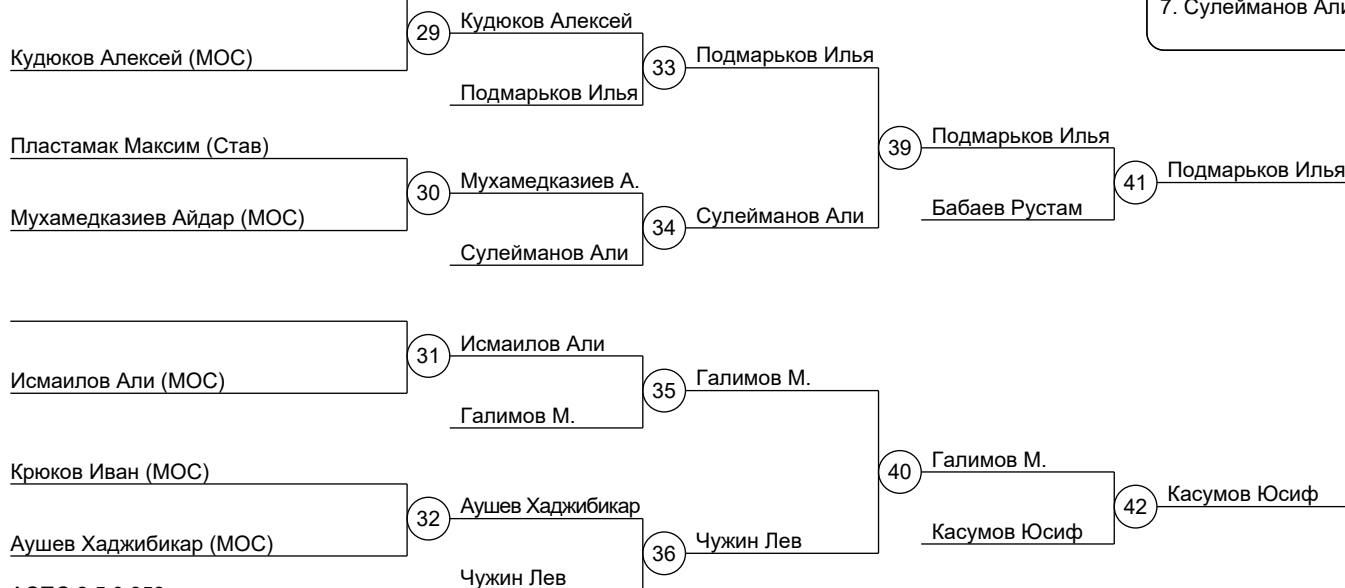 7. Сулейманов Али
29
Кудюков Алексей
Кудюков Алексей (МОС)
33
Подмарьков Илья
Подмарьков Илья
Пластамак Максим (Став)
39
Подмарьков Илья
30
Мухамедказиев А.
41
Подмарьков Илья
Мухамедказиев Айдар (МОС)
34
Сулейманов Али
Бабаев Рустам
Сулейманов Али
31
Исмаилов Али
Исмаилов Али (МОС)
35
Галимов М.
Галимов М.
Крюков Иван (МОС)
40
Галимов М.
32
Аушев Хаджибикар
42
Касумов Юсиф
Аушев Хаджибикар (МОС)
36
Чужин Лев
Касумов Юсиф
Чужин Лев